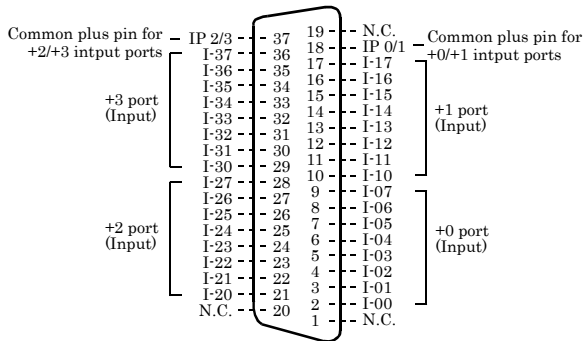 Common plus pin for
+2/+3 intput ports
IP 2/3 37
I-37 36
I-36 35
I-35 34
I-34 33
I-33 32
I-32 31
I-31 30
I-30 29
I-27 28
I-26 27
I-25 26
I-24 25
I-23 24
I-22 23
I-21 22
I-20 21
N.C. 20
+3 port
(Input)
+2 port
(Input)
19 N.C.
18 IP 0/1
17 I-17
16 I-16
15 I-15
14 I-14
13 I-13
12 I-12
11 I-11
10 I-10
9 I-07
8 I-06
7 I-05
6 I-04
5 I-03
4 I-02
3 I-01
2 I-00
1 N.C.
Common plus pin for
+0/+1 intput ports
+1 port
(Input)
+0 port
(Input)